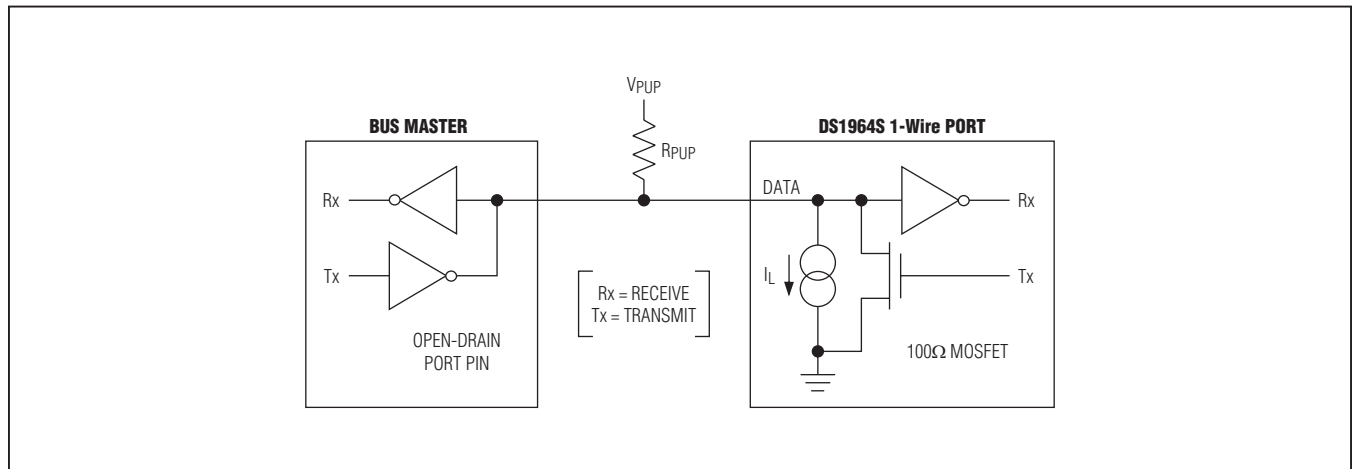 VPUP
BUS MASTER
DS1964S 1-Wire PORT
RPUP
DATA
Rx
Rx
Tx
IL
Tx
Rx = RECEIVE
Tx = TRANSMIT
OPEN-DRAIN
PORT PIN
100Ω MOSFET